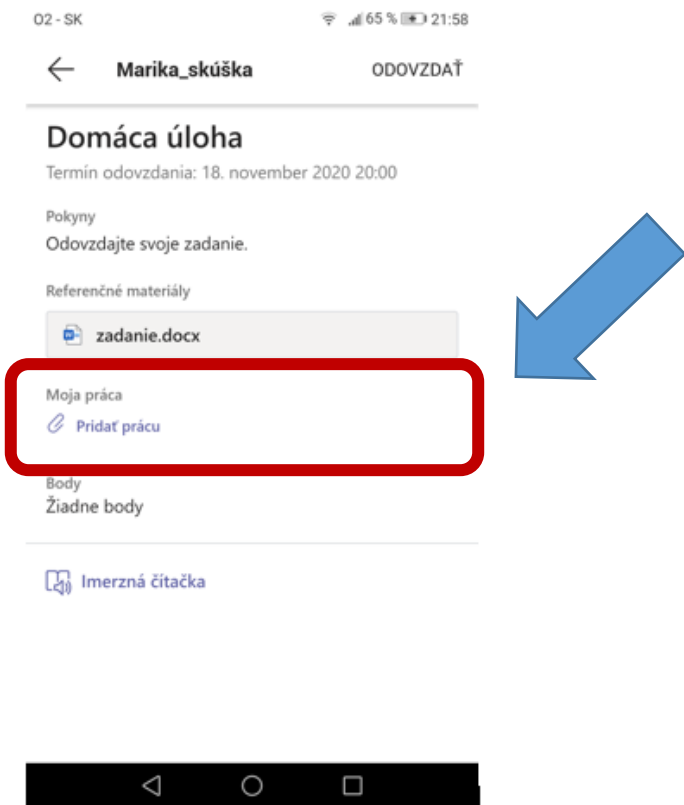 O2 - SK 65 % 21:58
Marika_skúška ODOVZDAŤ
Domáca úloha
Termín odovzdania: 18. november 2020 20:00
Pokyny
Odovzdajte svoje zadanie.
Referenčné materiály
zadanie.docx
Moja práca
Pridať prácu
Body
Žiadne body
Imerzná čítačka